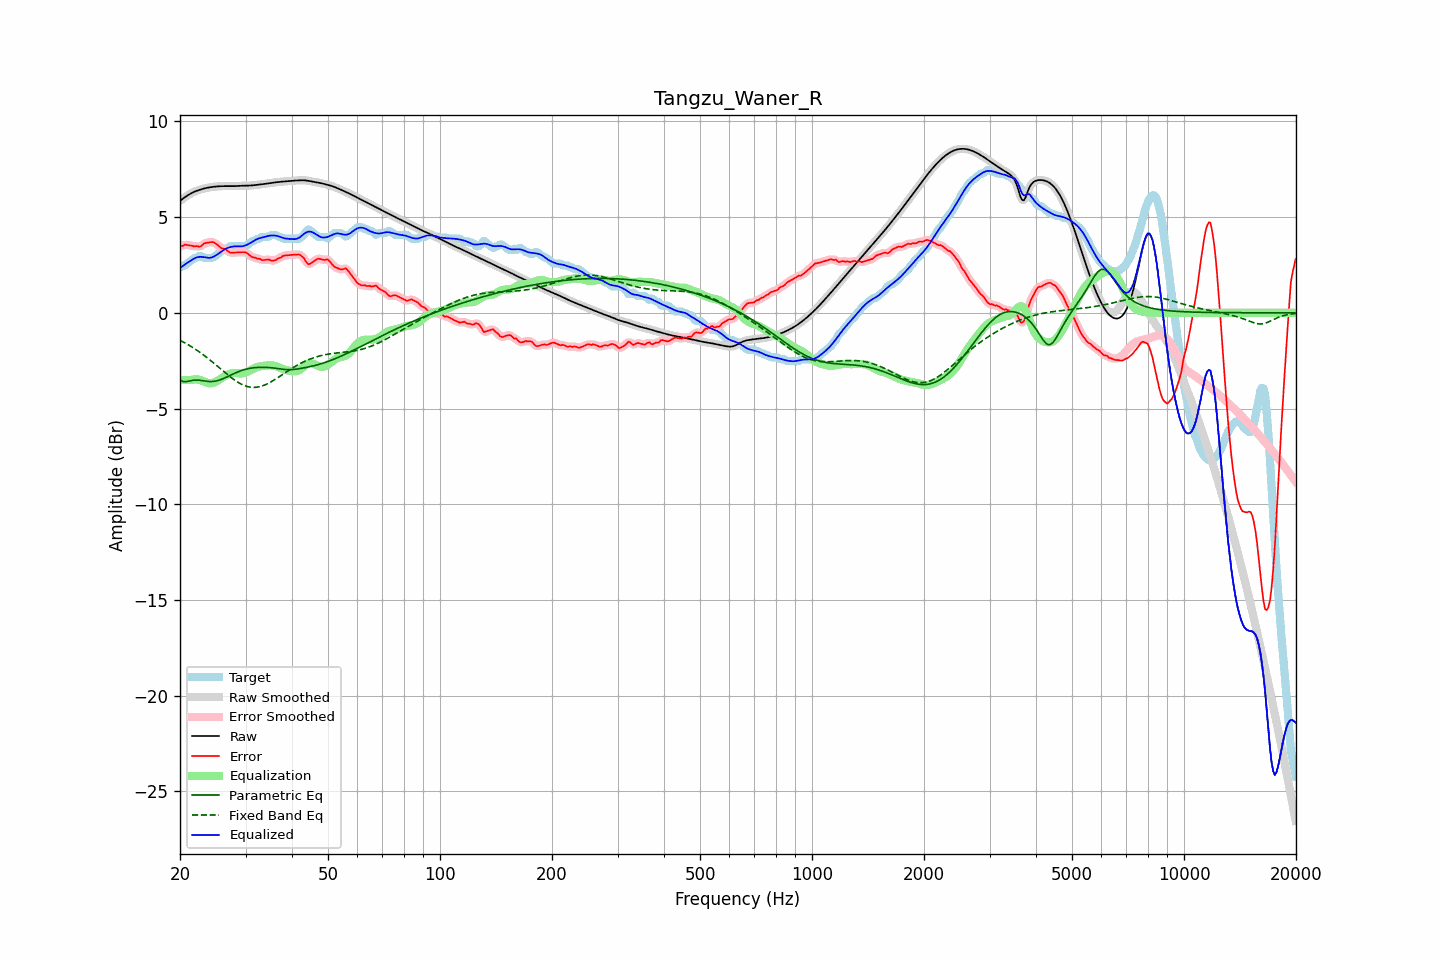 Tangzu_Waner_R
10
5
0
−5
−10
−15
−20
−25
Amplitude (dBr)
Target
Raw Smoothed
Error Smoothed
Raw
Error
Equalization
Parametric Eq
Fixed Band Eq
Equalized
20 50 100 200 500 1000 2000 5000 10000 20000
Frequency (Hz)